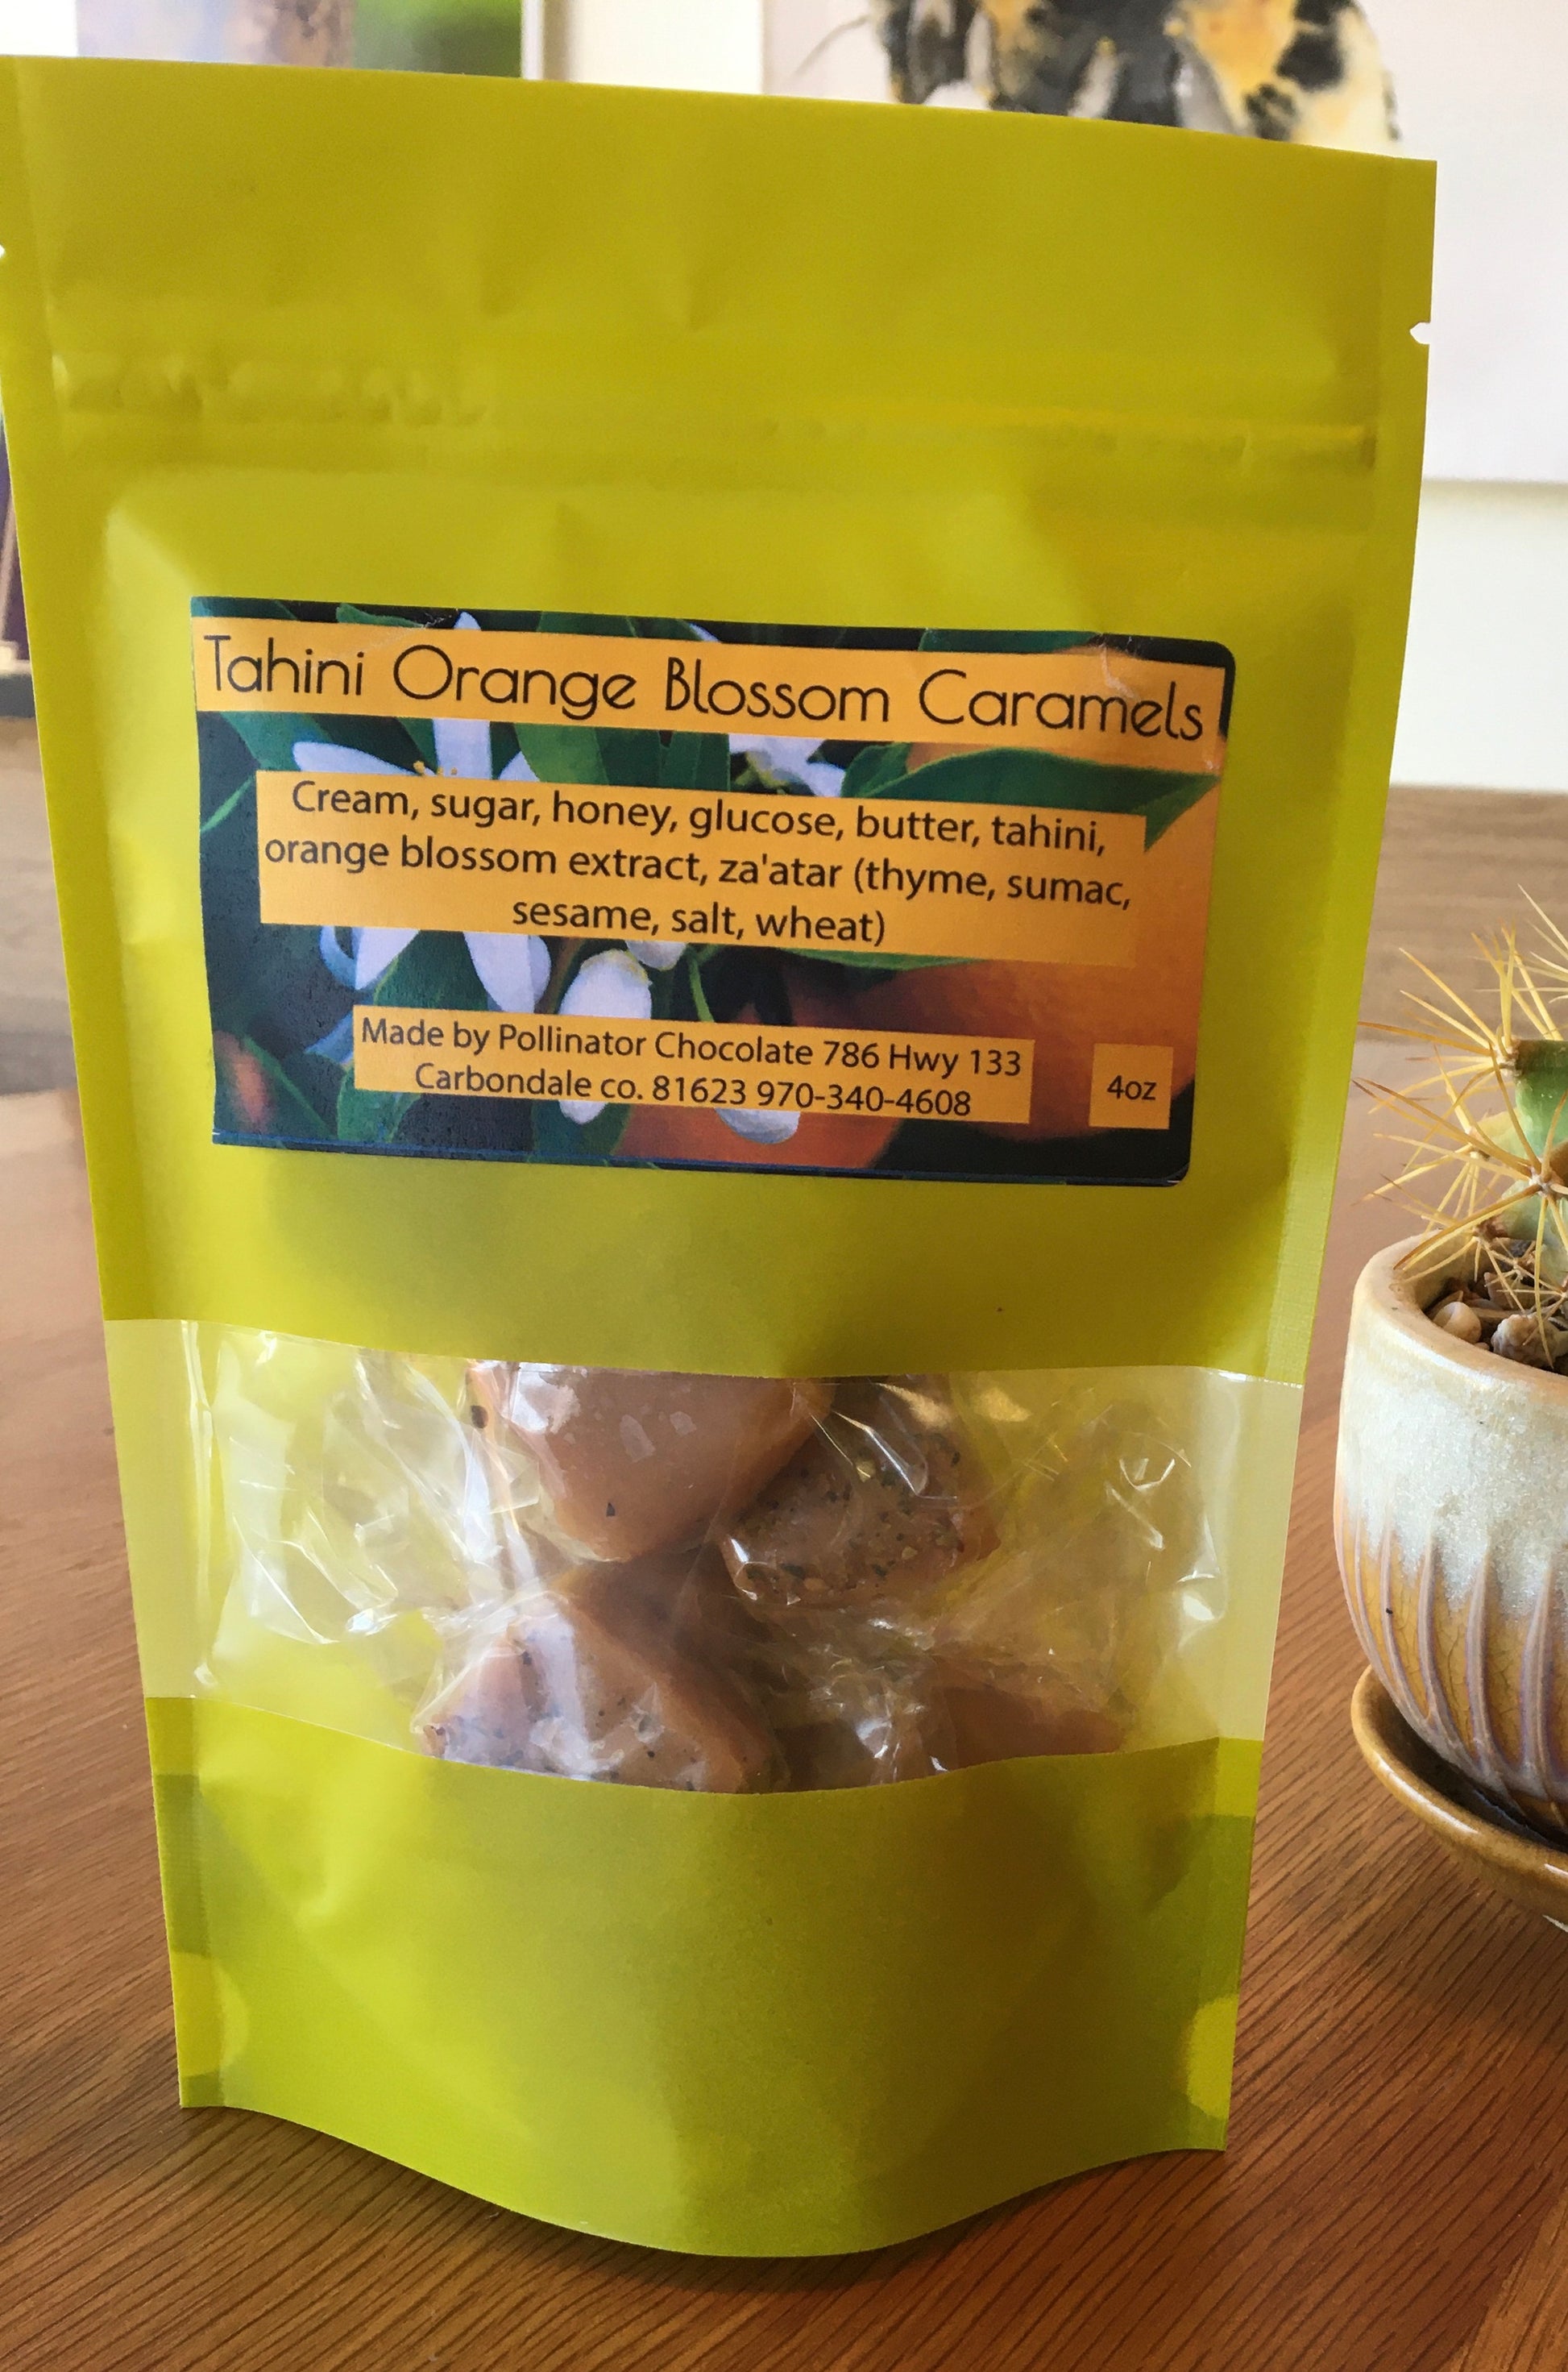 Tahini Orange Blossom Caramels
Cream, sugar, honey, glucose, butter, tahini,
orange blossom extract, za'atar (thyme, sumac,
sesame, salt, wheat)
Made by Pollinator Chocolate 786 Hwy 133
Carbondale co. 81623 970-340-4608
4oz